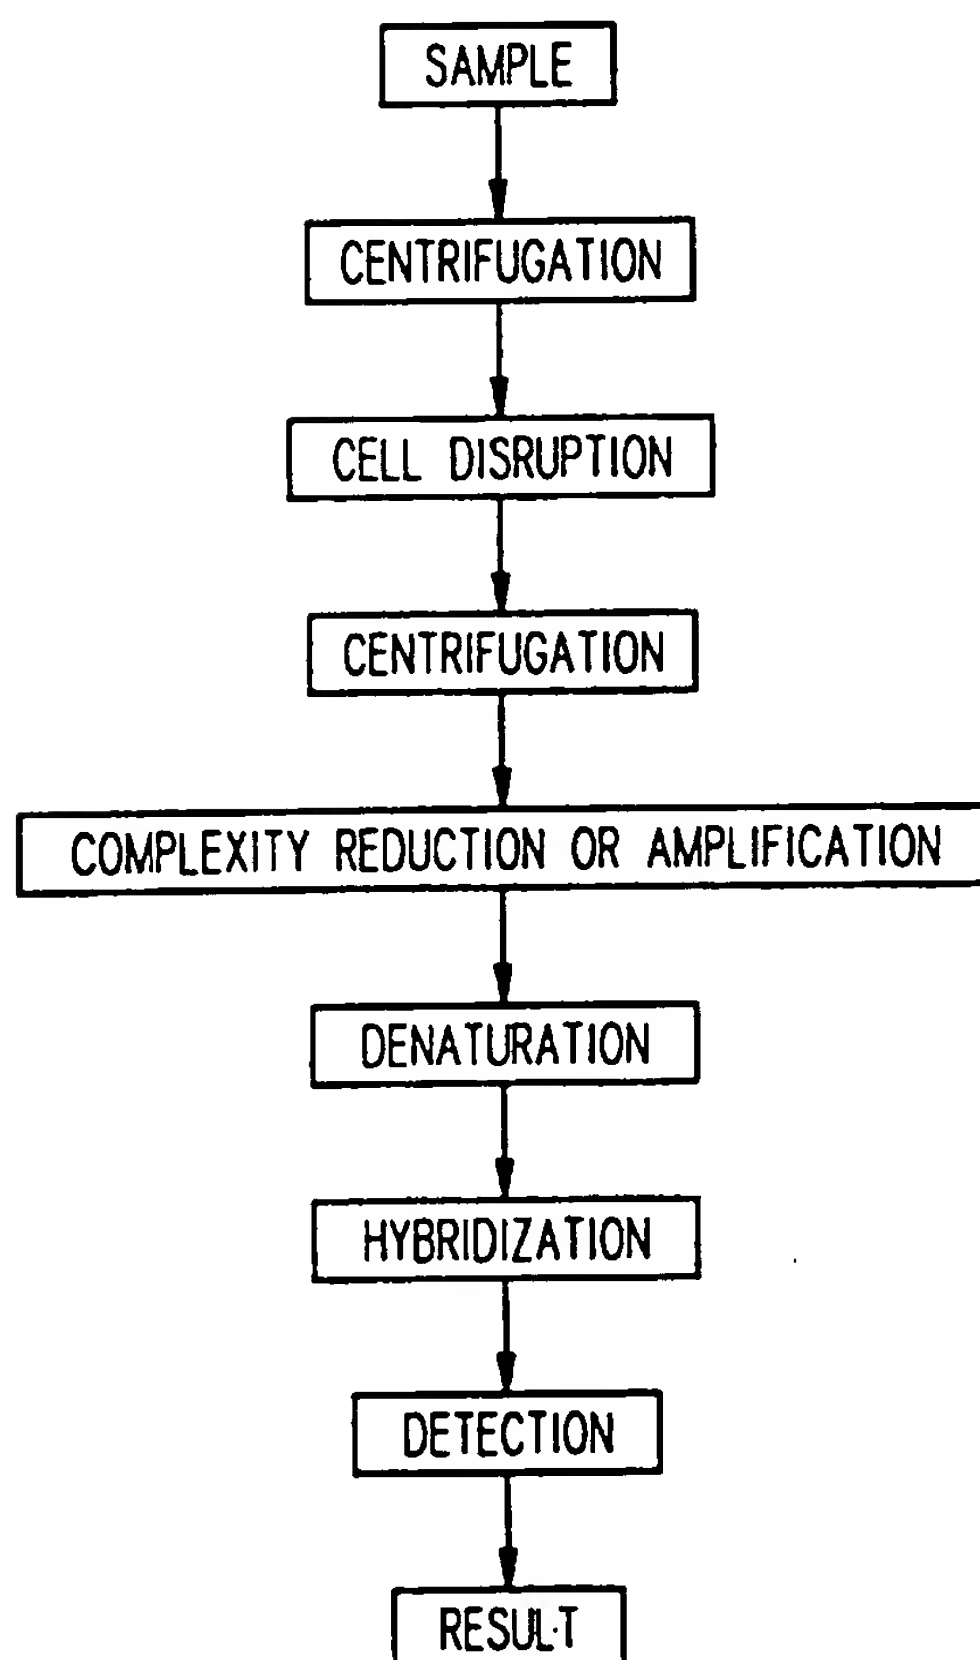 SAMPLE
CENTRIFUGATION
CELL DISRUPTION
CENTRIFUGATION
COMPLEXITY REDUCTION OR AMPLIFICATION
DENATURATION
HYBRIDIZATION
DETECTION
RESULT